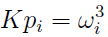 Kp_i = ω_i^3